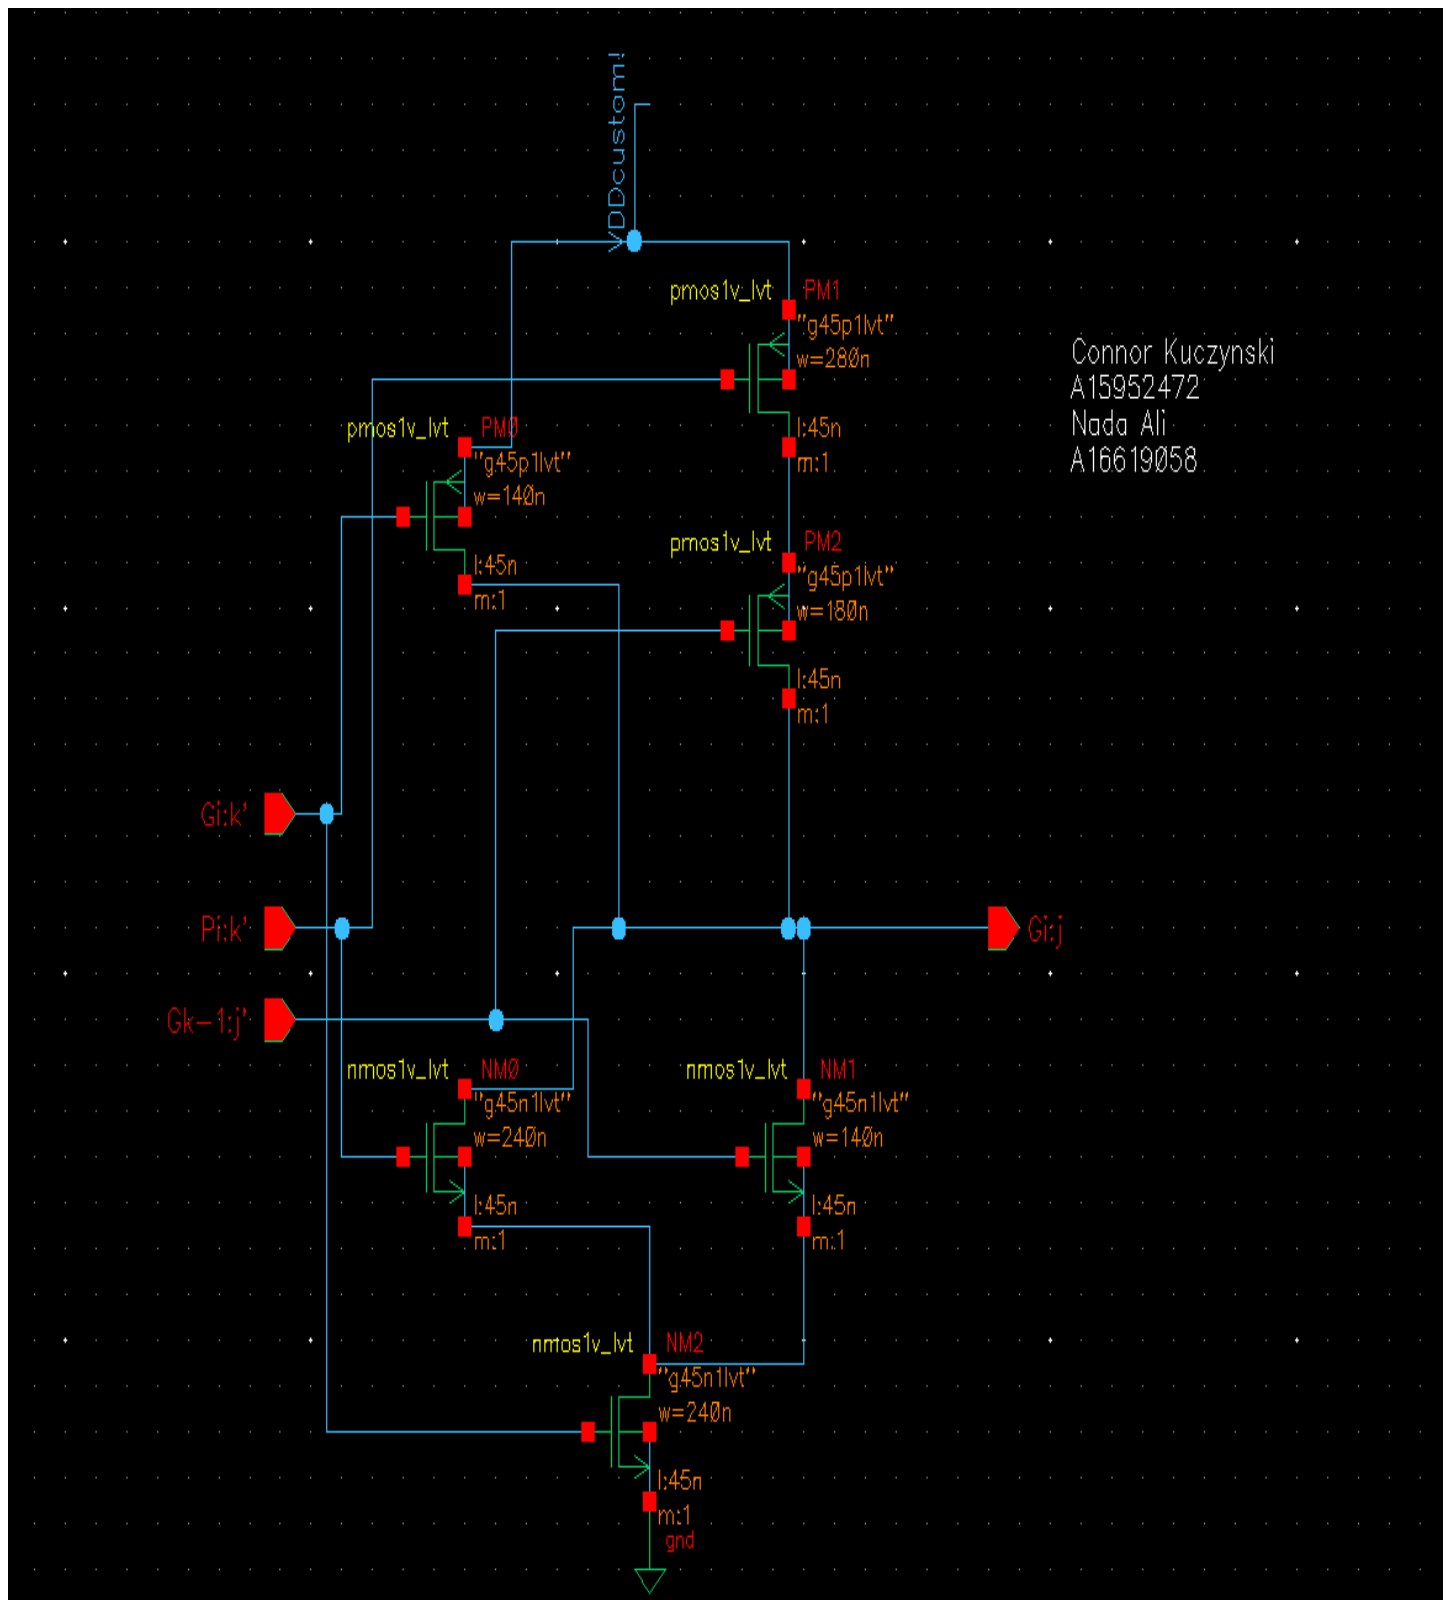 VDDcustom!
pmos1v_lvt PM1
"g45p1lvt"
w=280n
l:45n
m:1
Connor Kuczynski
A15952472
Nada Ali
A16619058
pmos1v_lvt PM0
"g45p1lvt"
w=140n
l:45n
m:1
pmos1v_lvt PM2
"g45p1lvt"
w=180n
l:45n
m:1
Gi:k'
Pi:k'
Gi:j
Gk-1:j'
nmos1v_lvt NM0
"g45n1lvt"
w=240n
l:45n
m:1
nmos1v_lvt NM1
"g45n1lvt"
w=140n
l:45n
m:1
nmos1v_lvt NM2
"g45n1lvt"
w=240n
l:45n
m:1
gnd